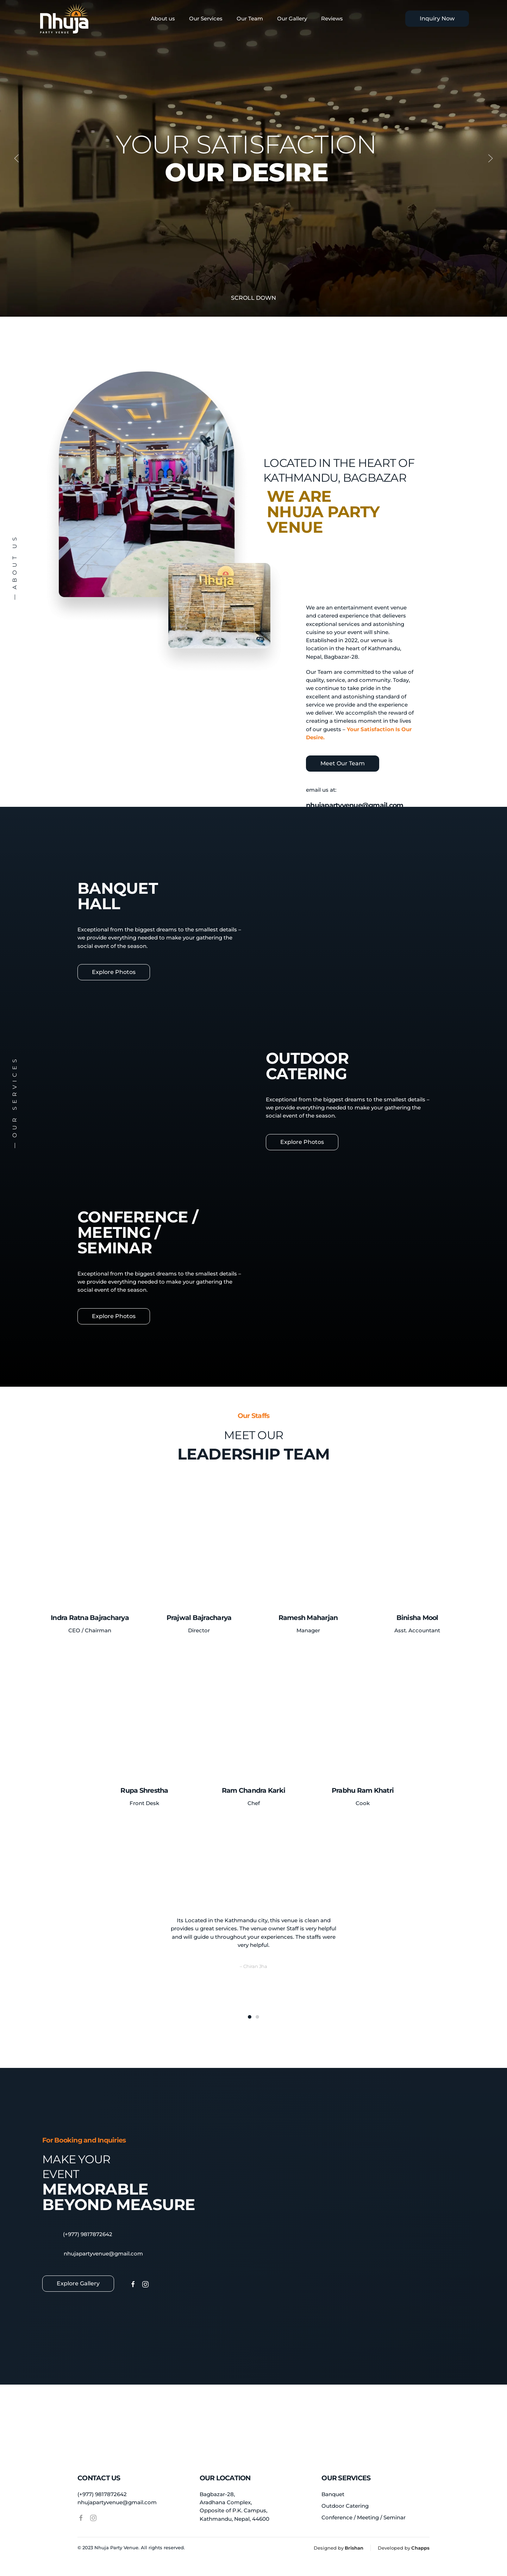 Nhuja
PARTY VENUE
About us
Our Services
Our Team
Our Gallery
Reviews
Inquiry Now
YOUR SATISFACTION
OUR DESIRE
SCROLL DOWN
— ABOUT US
LOCATED IN THE HEART OF
KATHMANDU, BAGBAZAR
WE ARE
NHUJA PARTY
VENUE
Nhuja
We are an entertainment event venue
and catered experience that delivers
exceptional services and astonishing
cuisine so your event will shine.
Established in 2022, our venue is
location in the heart of Kathmandu,
Nepal, Bagbazar-28.
Our Team are committed to the value of
quality, service, and community. Today,
we continue to take pride in the
excellent and astonishing standard of
service we provide and the experience
we deliver. We accomplish the reward of
creating a timeless moment in the lives
of our guests – Your Satisfaction Is Our
Desire.
Meet Our Team
email us at:
nhujapartyvenue@gmail.com
— OUR SERVICES
BANQUET
HALL
Exceptional from the biggest dreams to the smallest details –
we provide everything needed to make your gathering the
social event of the season.
Explore Photos
OUTDOOR
CATERING
Exceptional from the biggest dreams to the smallest details –
we provide everything needed to make your gathering the
social event of the season.
Explore Photos
CONFERENCE /
MEETING /
SEMINAR
Exceptional from the biggest dreams to the smallest details –
we provide everything needed to make your gathering the
social event of the season.
Explore Photos
Our Staffs
MEET OUR
LEADERSHIP TEAM
Indra Ratna Bajracharya
CEO / Chairman
Prajwal Bajracharya
Director
Ramesh Maharjan
Manager
Binisha Mool
Asst. Accountant
Rupa Shrestha
Front Desk
Ram Chandra Karki
Chef
Prabhu Ram Khatri
Cook
Its Located in the Kathmandu city, this venue is clean and
provides u great services. The venue owner Staff is very helpful
and will guide u throughout your experiences. The staffs were
very helpful.
For Booking and Inquiries
MAKE YOUR
EVENT
MEMORABLE
BEYOND MEASURE
(+977) 9817872642
nhujapartyvenue@gmail.com
Explore Gallery
CONTACT US
(+977) 9817872642
nhujapartyvenue@gmail.com
OUR LOCATION
Bagbazar-28,
Aradhana Complex,
Opposite of P.K. Campus,
Kathmandu, Nepal, 44600
OUR SERVICES
Banquet
Outdoor Catering
Conference / Meeting / Seminar
© 2023 Nhuja Party Venue. All rights reserved.
Designed by Brishan
Developed by Chapps